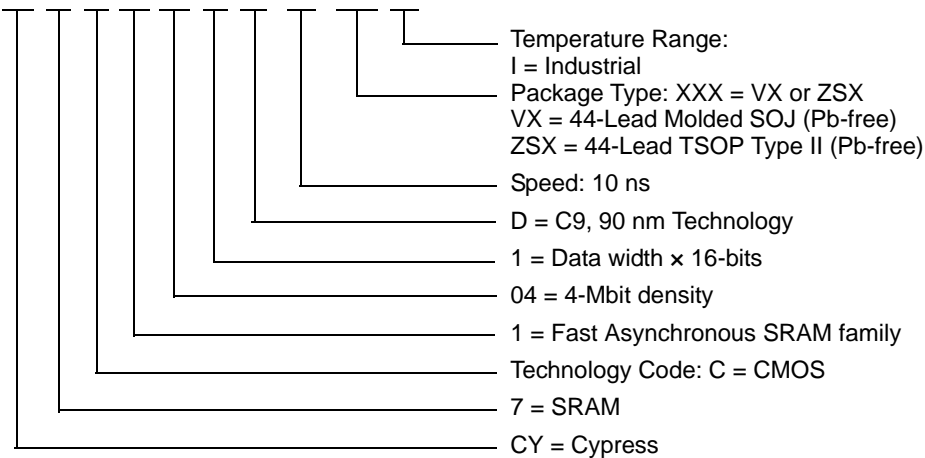 Temperature Range:
I = Industrial
Package Type: XXX = VX or ZSX
VX = 44-Lead Molded SOJ (Pb-free)
ZSX = 44-Lead TSOP Type II (Pb-free)
Speed: 10 ns
D = C9, 90 nm Technology
1 = Data width × 16-bits
04 = 4-Mbit density
1 = Fast Asynchronous SRAM family
Technology Code: C = CMOS
7 = SRAM
CY = Cypress